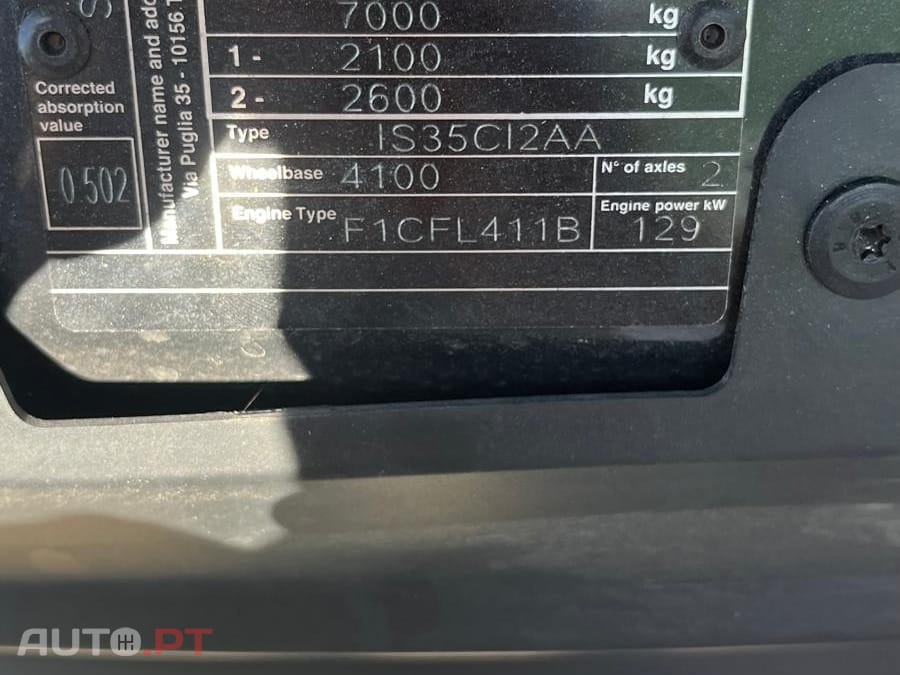 7000 kg
1 - 2100 kg
2 - 2600 kg
Corrected
absorption
value
0.502
Manufacturer name and
Via Puglia 35 - 10156
Type IS35CI2AA
Wheelbase 4100 N° of axles 2
Engine Type F1CFL411B Engine power kW 129
AUTO.PT